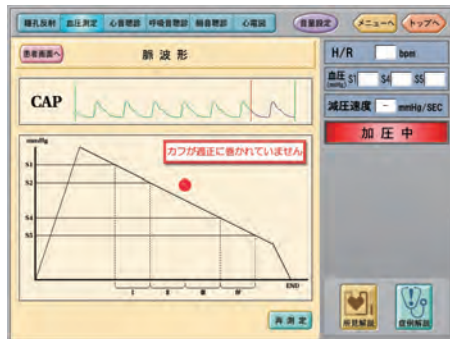 瞳孔反射 血圧測定 心音聴診 呼吸音聴診 腸音聴診 心電図 音量設定 メニューへ トップへ
患者画面へ
脈波形
H/R bpm
血圧 (mmHg) S1 S4 S5
減圧速度 - mmHg/SEC
加圧中
CAP
mmHg
カフが適正に巻かれていません
S1
S2
S4
S5
I II III IV
END
再測定
所見解説
症例解説